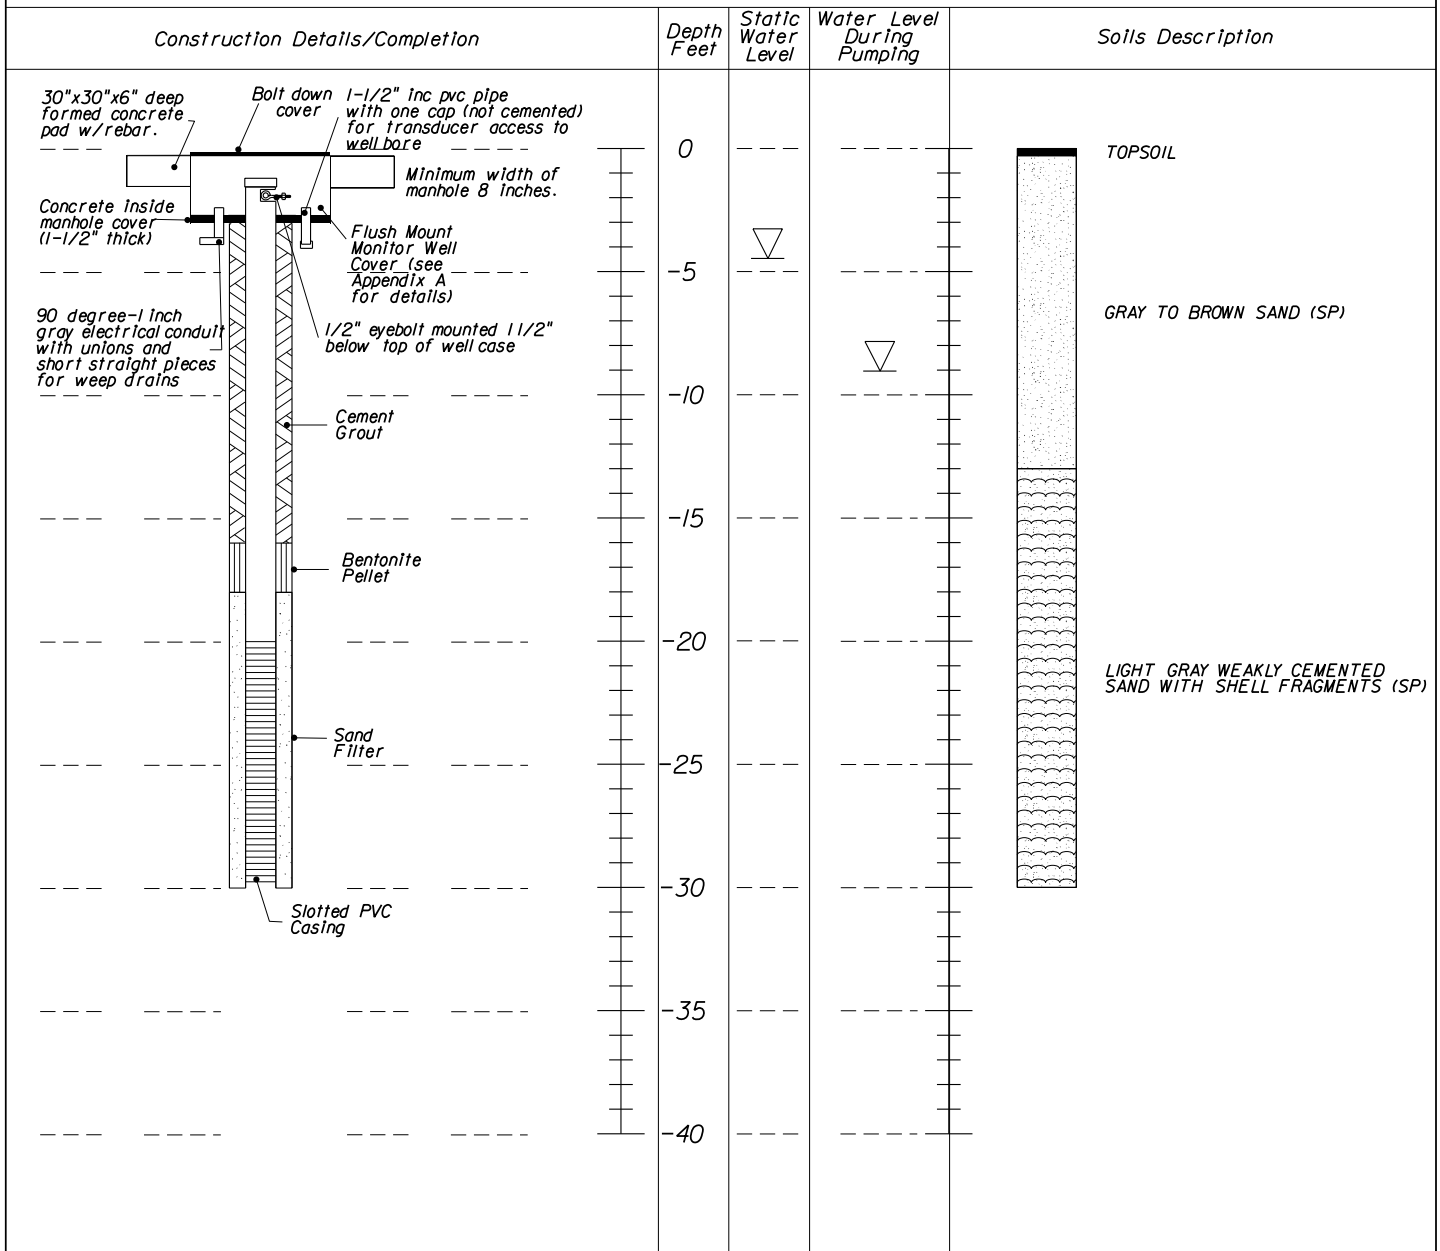 Construction Details/Completion
Depth
Feet
Static
Water
Level
Water Level
During
Pumping
Soils Description
30"x30"x6" deep
formed concrete
pad w/rebar.
Bolt down
cover
1-1/2" inc pvc pipe
with one cap (not cemented)
for transducer access to
well bore
Minimum width of
manhole 8 inches.
Concrete inside
manhole cover
(1-1/2" thick)
Flush Mount
Monitor Well
Cover (see
Appendix A
for details)
90 degree-1 inch
gray electrical conduit
with unions and
short straight pieces
for weep drains
1/2" eyebolt mounted 1 1/2"
below top of well case
Cement
Grout
Bentonite
Pellet
Sand
Filter
Slotted PVC
Casing
0
-5
-10
-15
-20
-25
-30
-35
-40
TOPSOIL
GRAY TO BROWN SAND (SP)
LIGHT GRAY WEAKLY CEMENTED
SAND WITH SHELL FRAGMENTS (SP)